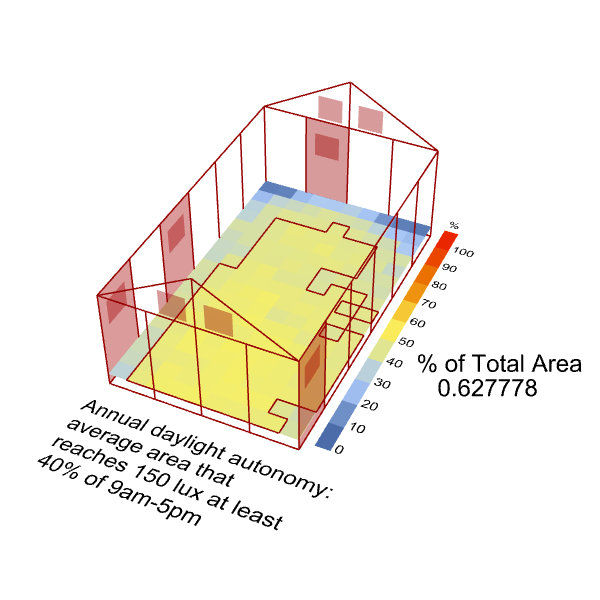 %
100
90
80
70
60
50
40
30
20
10
0
% of Total Area
0.627778
Annual daylight autonomy:
average area that
reaches 150 lux at least
40% of 9am-5pm